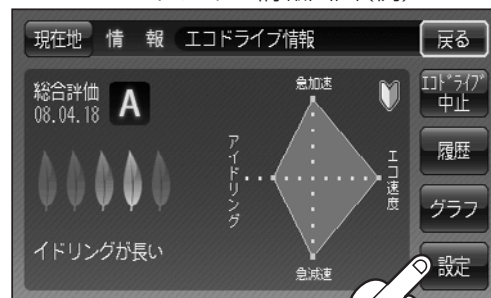 現在地 情 報 エコドライブ情報 戻る
総合評価
08.04.18 A
急加速
アイドリング
エコ速度
急減速
イドリングが長い
エコドライブ
中止
履歴
グラフ
設定